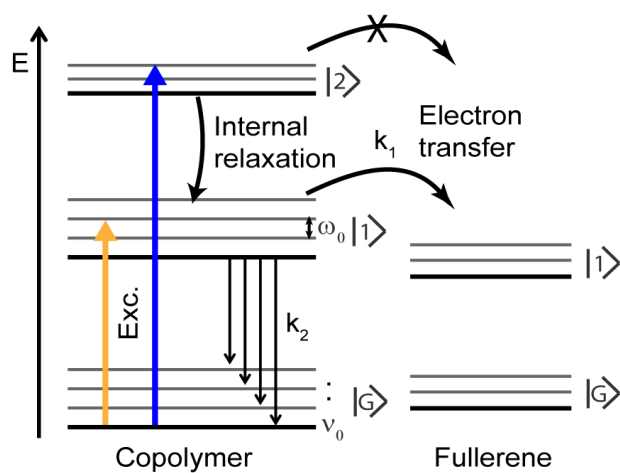 E
|2⟩
Internal
relaxation
Electron
transfer
k₁
ω₀ |1⟩
|1⟩
Exc.
k₂
:
|G⟩
ν₀
|G⟩
Copolymer
Fullerene